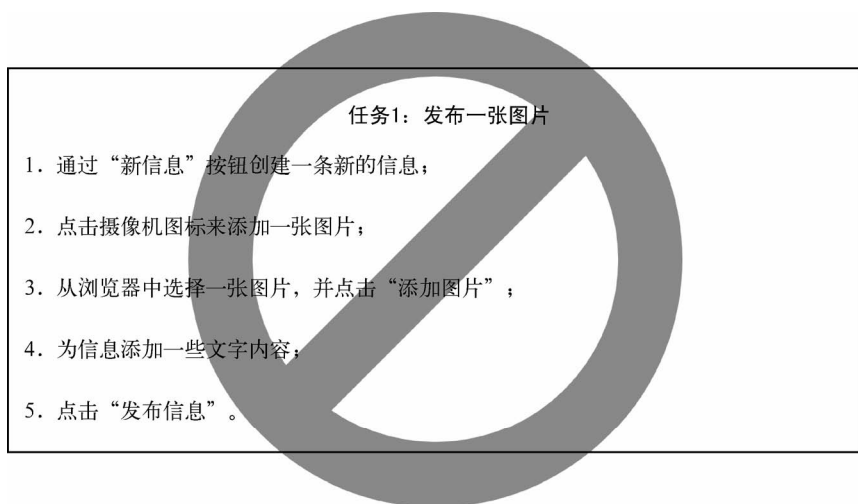 任务1：发布一张图片
1．通过“新信息”按钮创建一条新的信息；
2．点击摄像机图标来添加一张图片；
3．从浏览器中选择一张图片，并点击“添加图片”；
4．为信息添加一些文字内容；
5．点击“发布信息”。